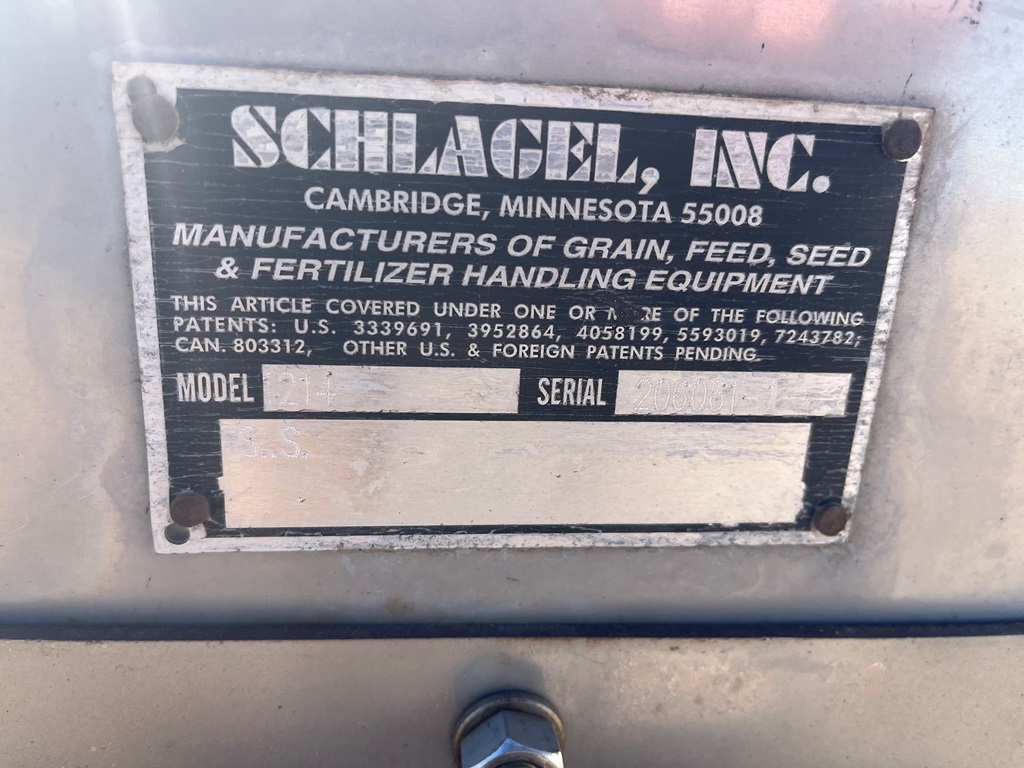 SCHLAGEL, INC.
CAMBRIDGE, MINNESOTA 55008
MANUFACTURERS OF GRAIN, FEED, SEED
& FERTILIZER HANDLING EQUIPMENT
THIS ARTICLE COVERED UNDER ONE OR MORE OF THE FOLLOWING
PATENTS: U.S. 3339691, 3952864, 4058199, 5593019, 7243782;
CAN. 803312, OTHER U.S. & FOREIGN PATENTS PENDING.
MODEL 214 SERIAL
S.S.